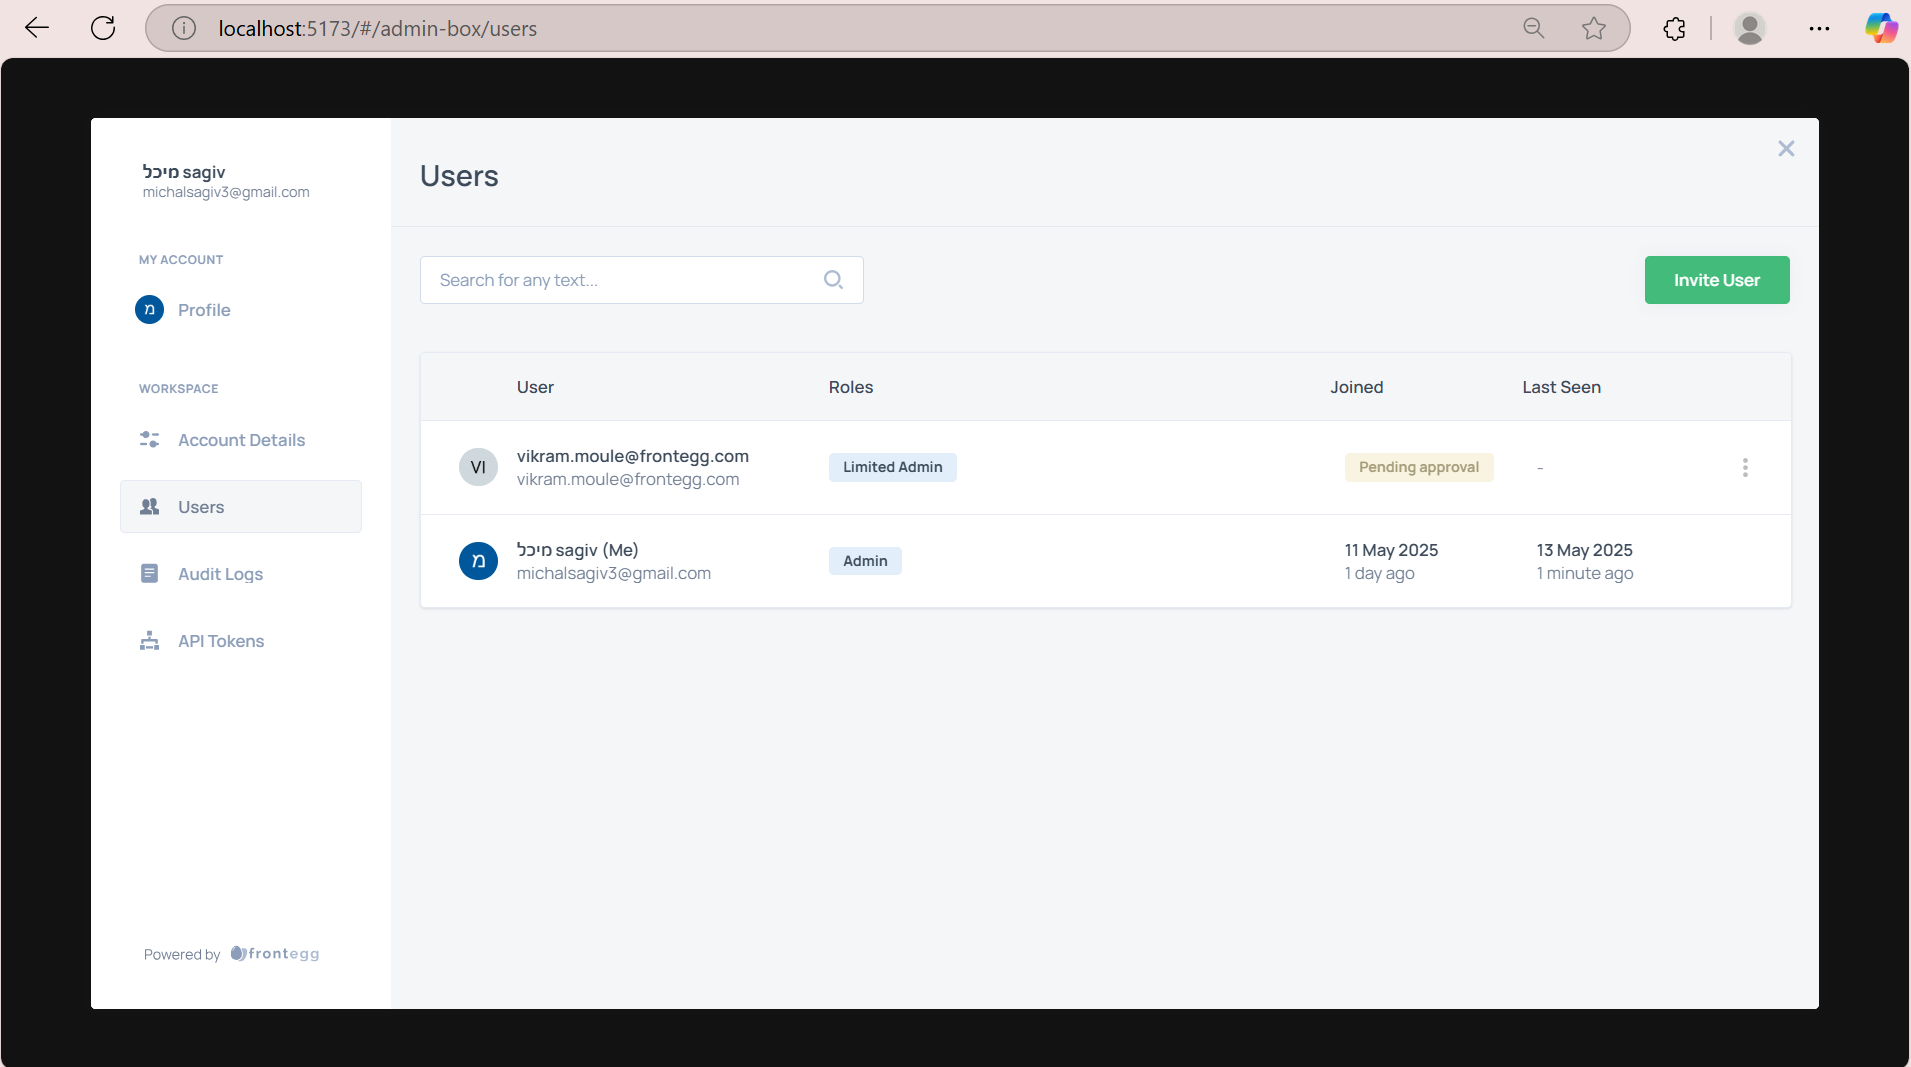 localhost:5173/#/admin-box/users
מיכל sagiv
michalsagiv3@gmail.com
MY ACCOUNT
מ Profile
WORKSPACE
Account Details
Users
Audit Logs
API Tokens
Powered by frontegg
Users
Search for any text...
Invite User
User Roles Joined Last Seen
VI vikram.moule@frontegg.com Limited Admin Pending approval -
vikram.moule@frontegg.com
מ מיכל sagiv (Me) Admin 11 May 2025 13 May 2025
michalsagiv3@gmail.com 1 day ago 1 minute ago